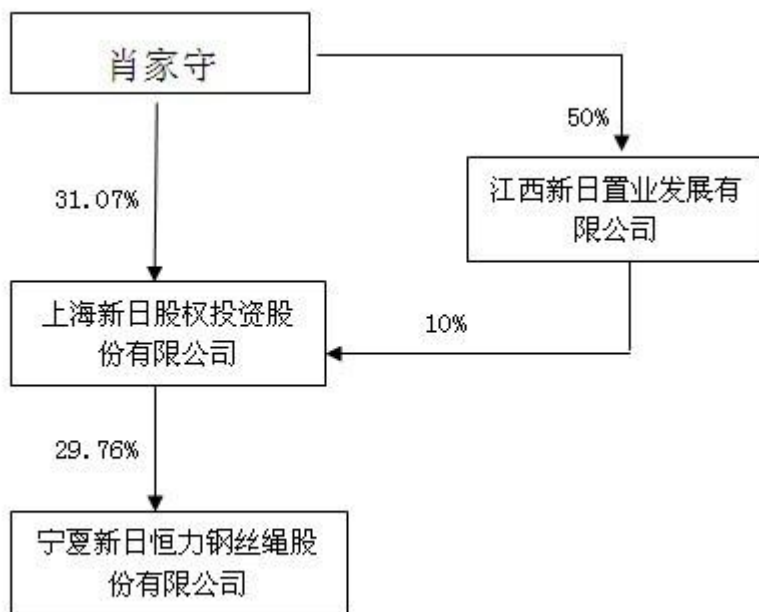 肖家守
50%
31.07%
江西新日置业发展有
限公司
上海新日股权投资股
份有限公司
10%
29.76%
宁夏新日恒力钢丝绳股
份有限公司